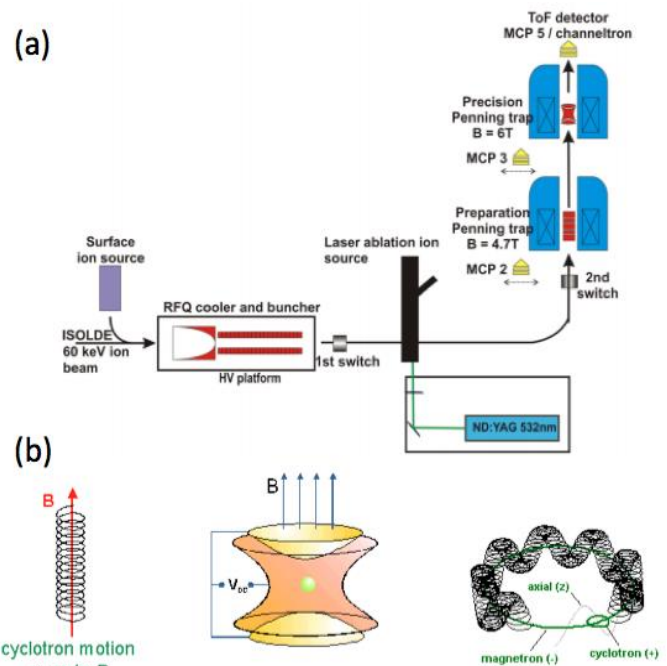 (a)
ToF detector
MCP 5 / channeltron
Precision
Penning trap
B = 6T
MCP 3
Preparation
Penning trap
B = 4.7T
MCP 2
2nd
switch
Laser ablation ion
source
Surface
ion source
RFQ cooler and buncher
ISOLDE
60 keV ion
beam
1st switch
HV platform
ND:YAG 532nm
(b)
B
cyclotron motion
B
V_DC
axial (z)
magnetron (-)
cyclotron (+)